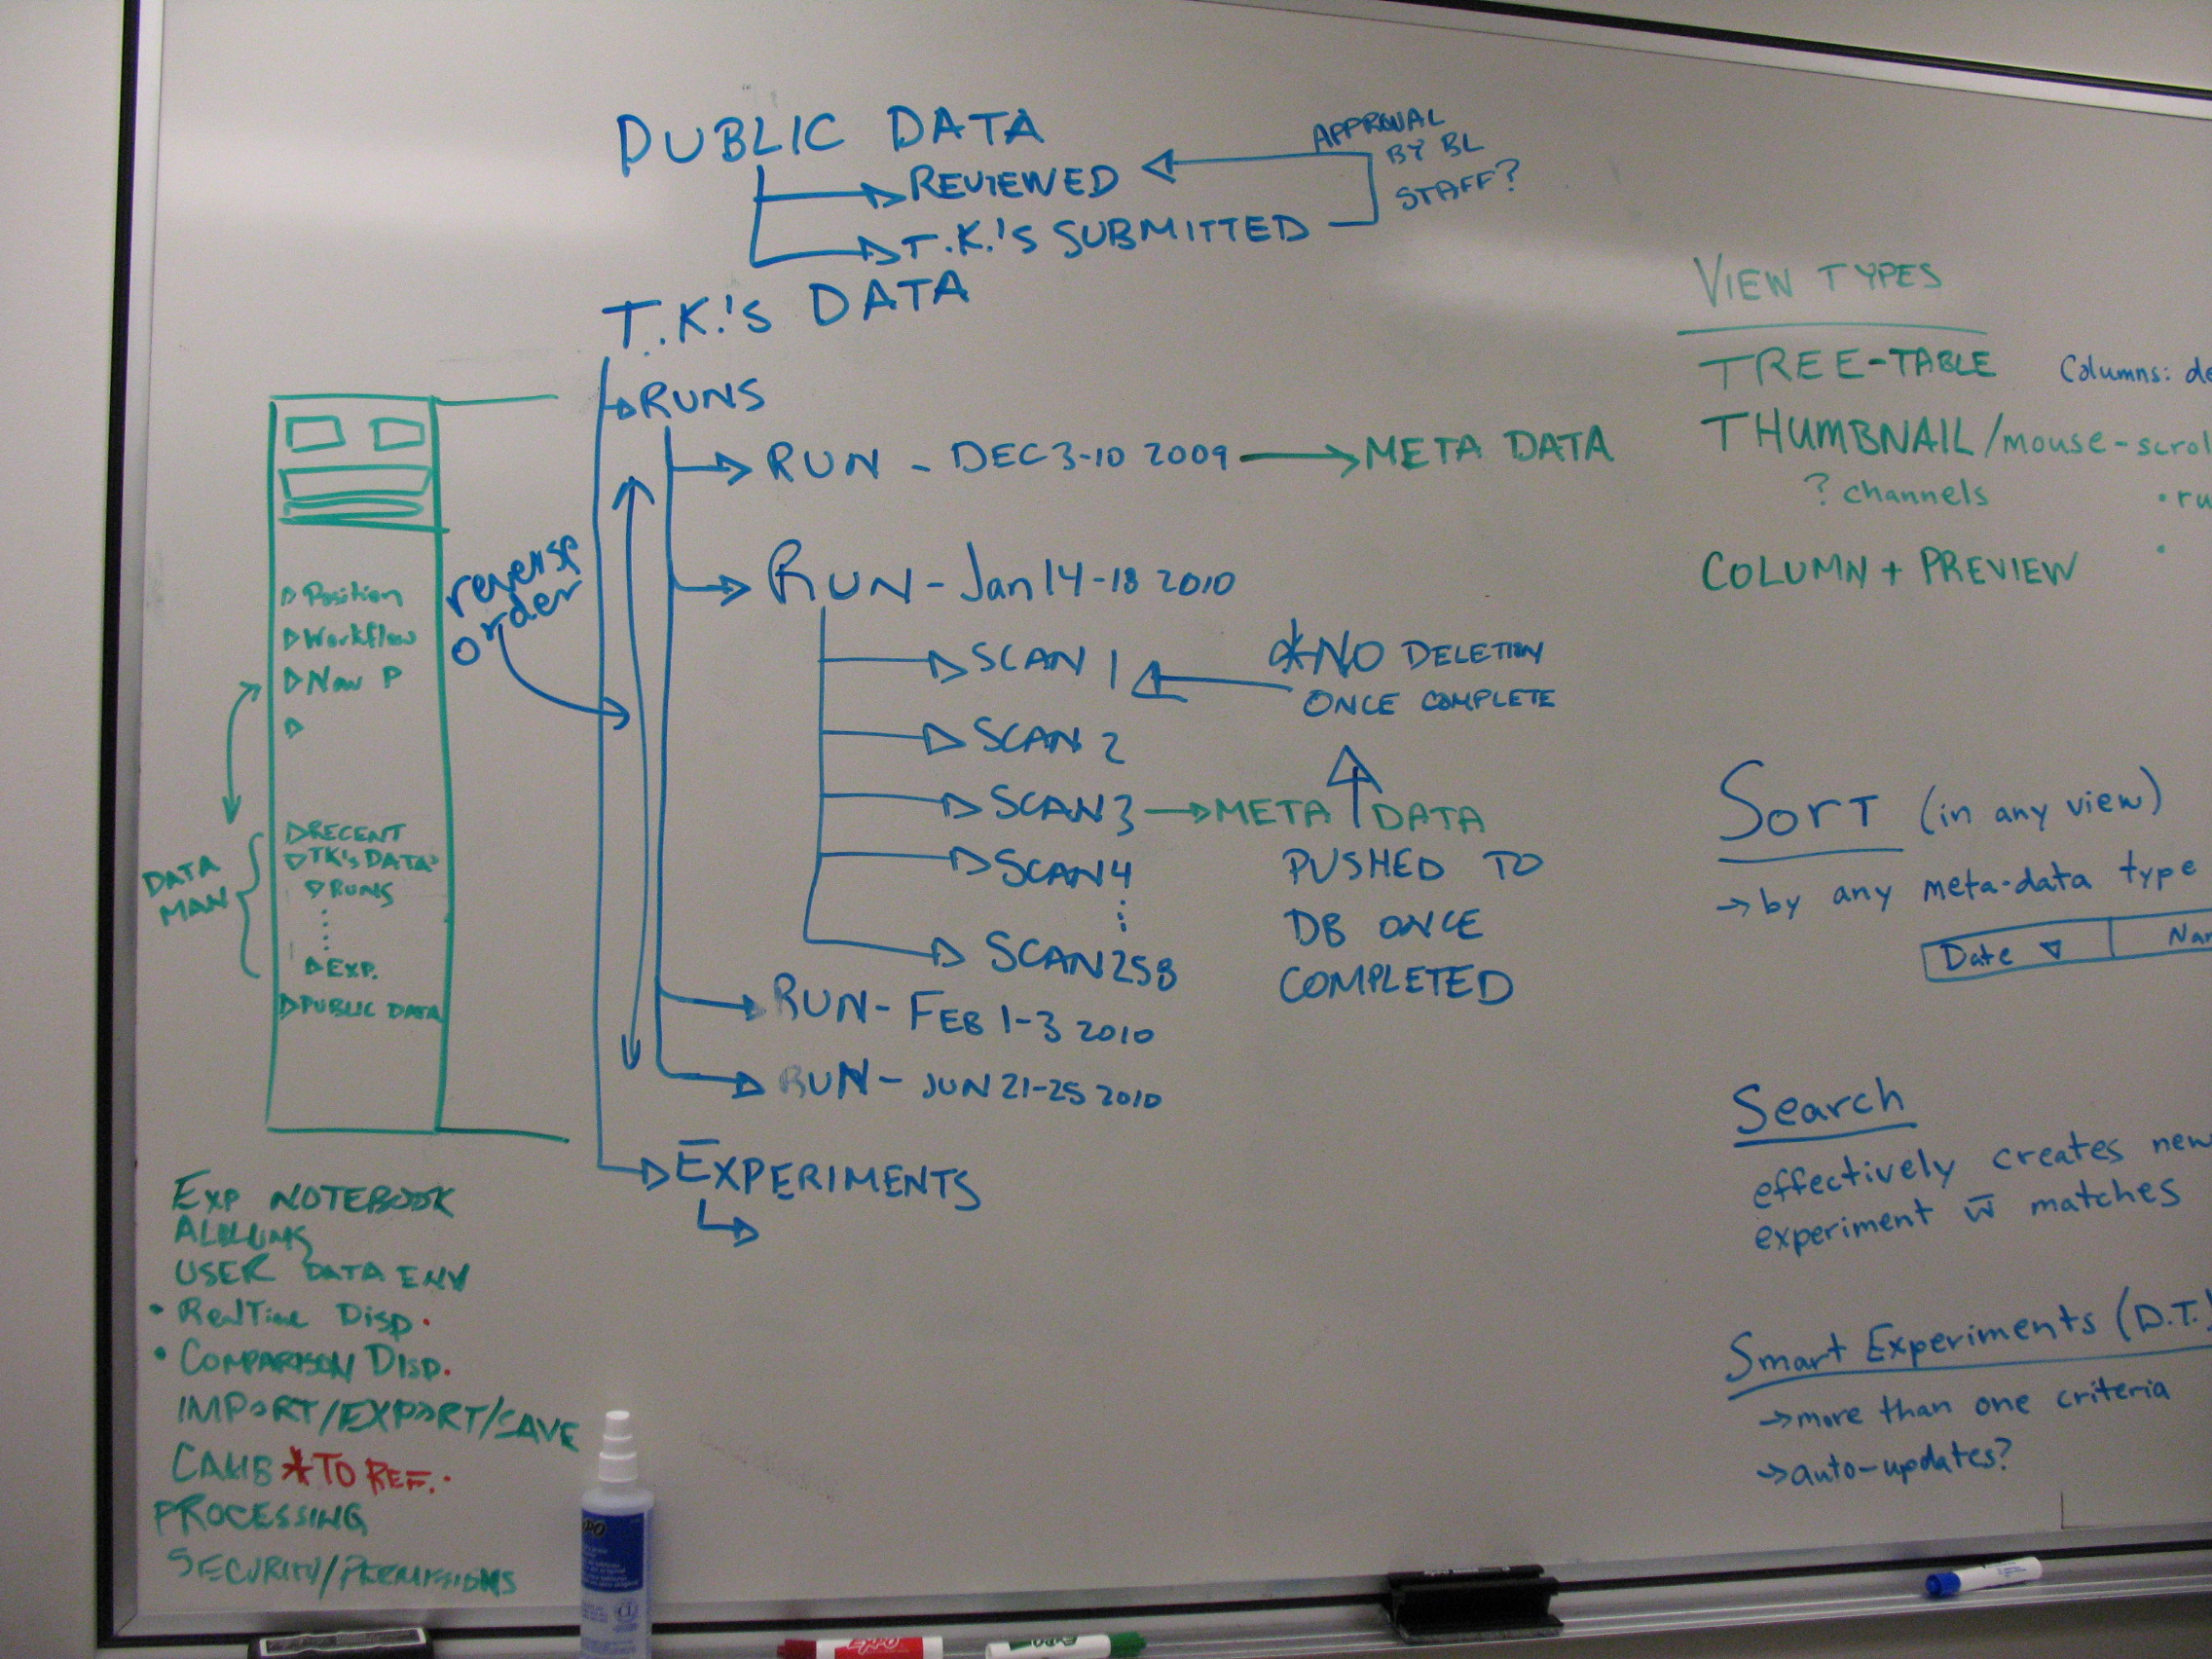 PUBLIC DATA
REVIEWED
T.K.'S SUBMITTED
APPROVAL
BY BL
STAFF?
T.K.'S DATA
RUNS
RUN - DEC 3-10 2009 META DATA
RUN - Jan 14-18 2010
SCAN 1
*NO DELETION
ONCE COMPLETE
SCAN 2
SCAN 3 META DATA
SCAN 4
SCAN 258
PUSHED TO
DB ONCE
COMPLETED
RUN - FEB 1-3 2010
RUN - JUN 21-25 2010
EXPERIMENTS
reverse
order
Position
Workflow
New P
RECENT
TK's DATA
RUNS
EXP.
PUBLIC DATA
DATA
MAN
EXP NOTEBOOK
USER DATA ENV
• RealTime Disp.
• COMPARISON DISP.
IMPORT/EXPORT/SAVE
CALIB *TO REF.
PROCESSING
SECURITY/PERMISSIONS
VIEW TYPES
TREE-TABLE Columns: de
THUMBNAIL/mouse-scrol
? channels • ru
COLUMN + PREVIEW
SORT (in any view)
→ by any meta-data type
Date Nam
Search
effectively creates new
experiment w̄ matches
Smart Experiments (D.T.)
→ more than one criteria
→ auto-updates?
EXPO
EXPO